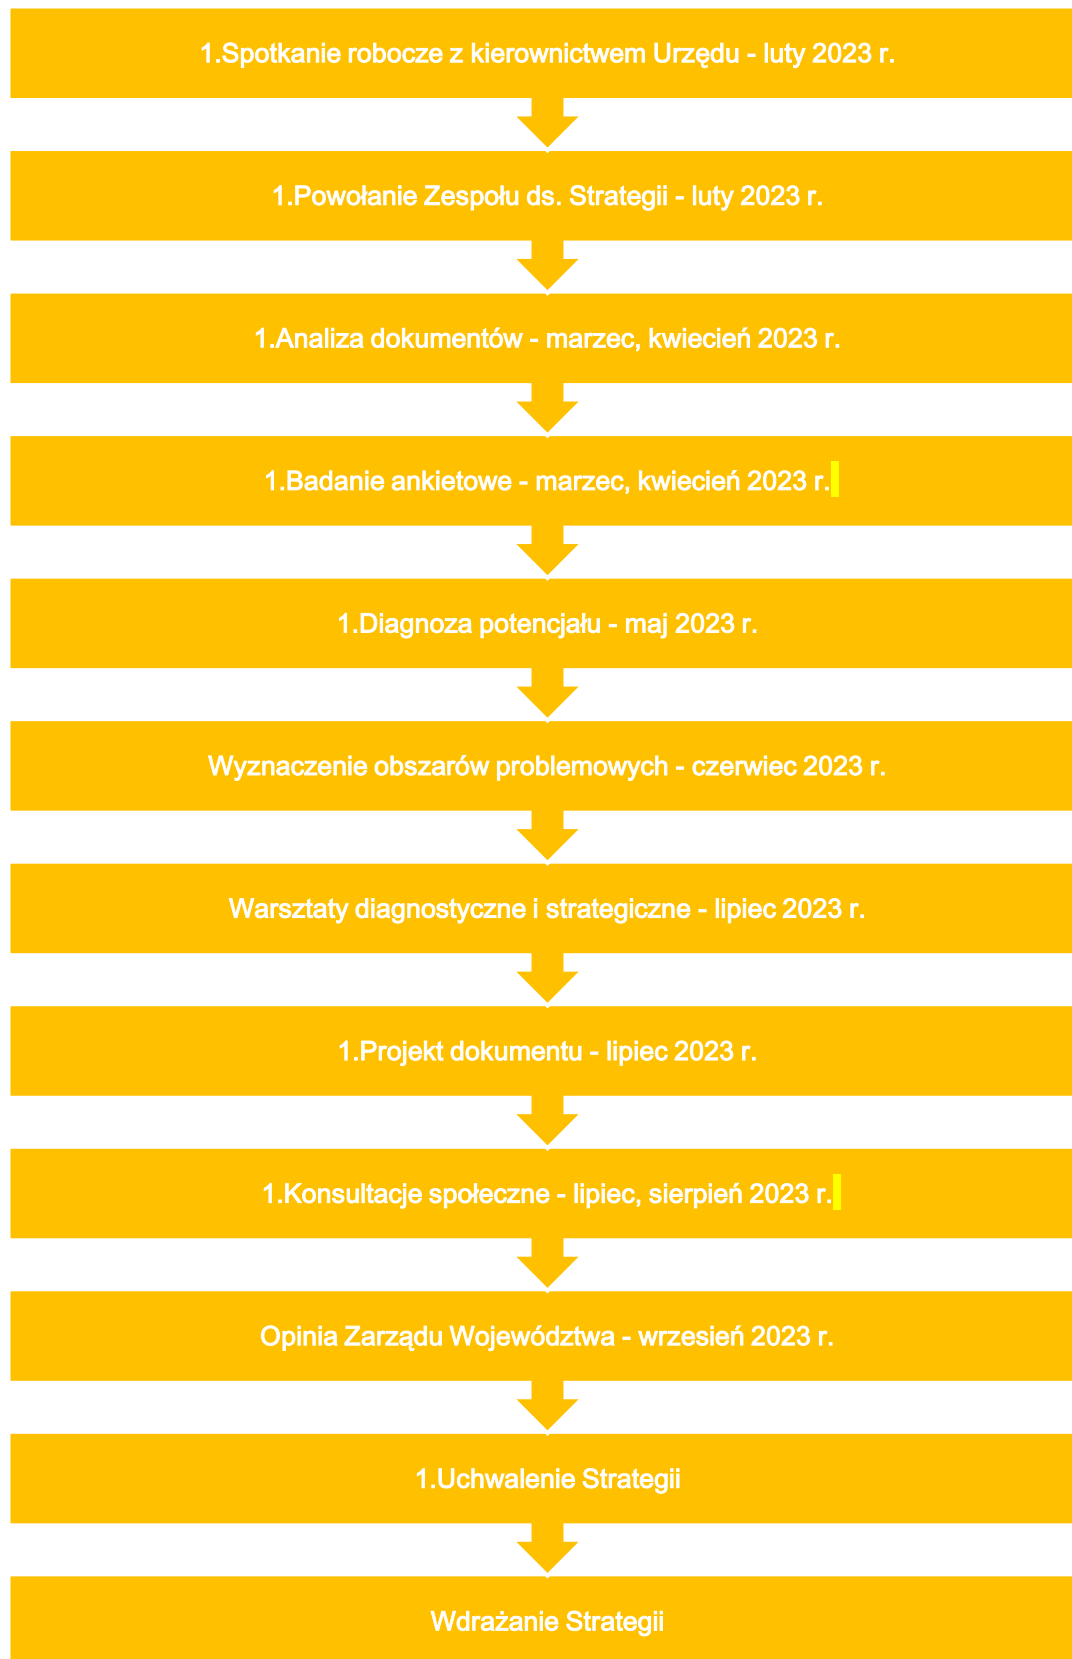 1.Spotkanie robocze z kierownictwem Urzędu - luty 2023 r.
1.Powołanie Zespołu ds. Strategii - luty 2023 r.
1.Analiza dokumentów - marzec, kwiecień 2023 r.
1.Badanie ankietowe - marzec, kwiecień 2023 r.
1.Diagnoza potencjału - maj 2023 r.
Wyznaczenie obszarów problemowych - czerwiec 2023 r.
Warsztaty diagnostyczne i strategiczne - lipiec 2023 r.
1.Projekt dokumentu - lipiec 2023 r.
1.Konsultacje społeczne - lipiec, sierpień 2023 r.
Opinia Zarządu Województwa - wrzesień 2023 r.
1.Uchwalenie Strategii
Wdrażanie Strategii